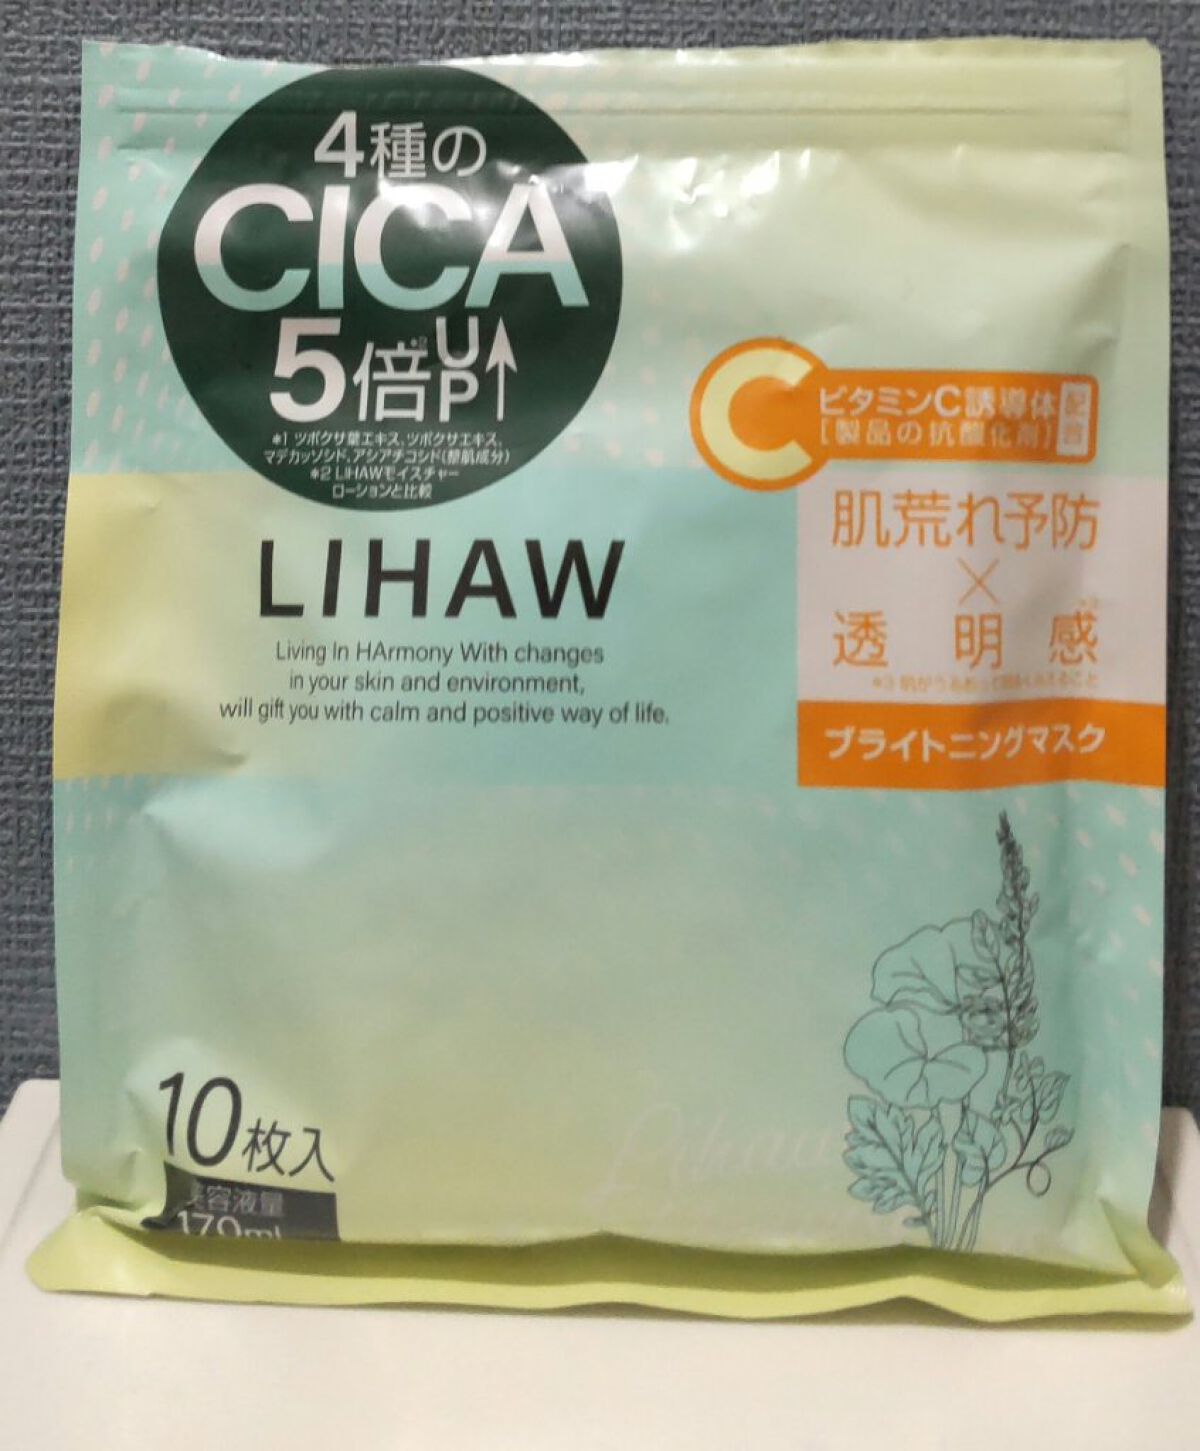 4種の
CICA
5倍※2 UP
※1 ツボクサ葉エキス、ツボクサエキス、
マデカッソシド、アシアチコシド(整肌成分)
※2 LIHAWモイスチャー
ローションと比較
C
ビタミンC誘導体 配合
[製品の抗酸化剤]
肌荒れ予防
×
透明感
ブライトニングマスク
LIHAW
Living In HArmony With changes
in your skin and environment,
will gift you with calm and positive way of life.
10枚入
美容液量
170ml